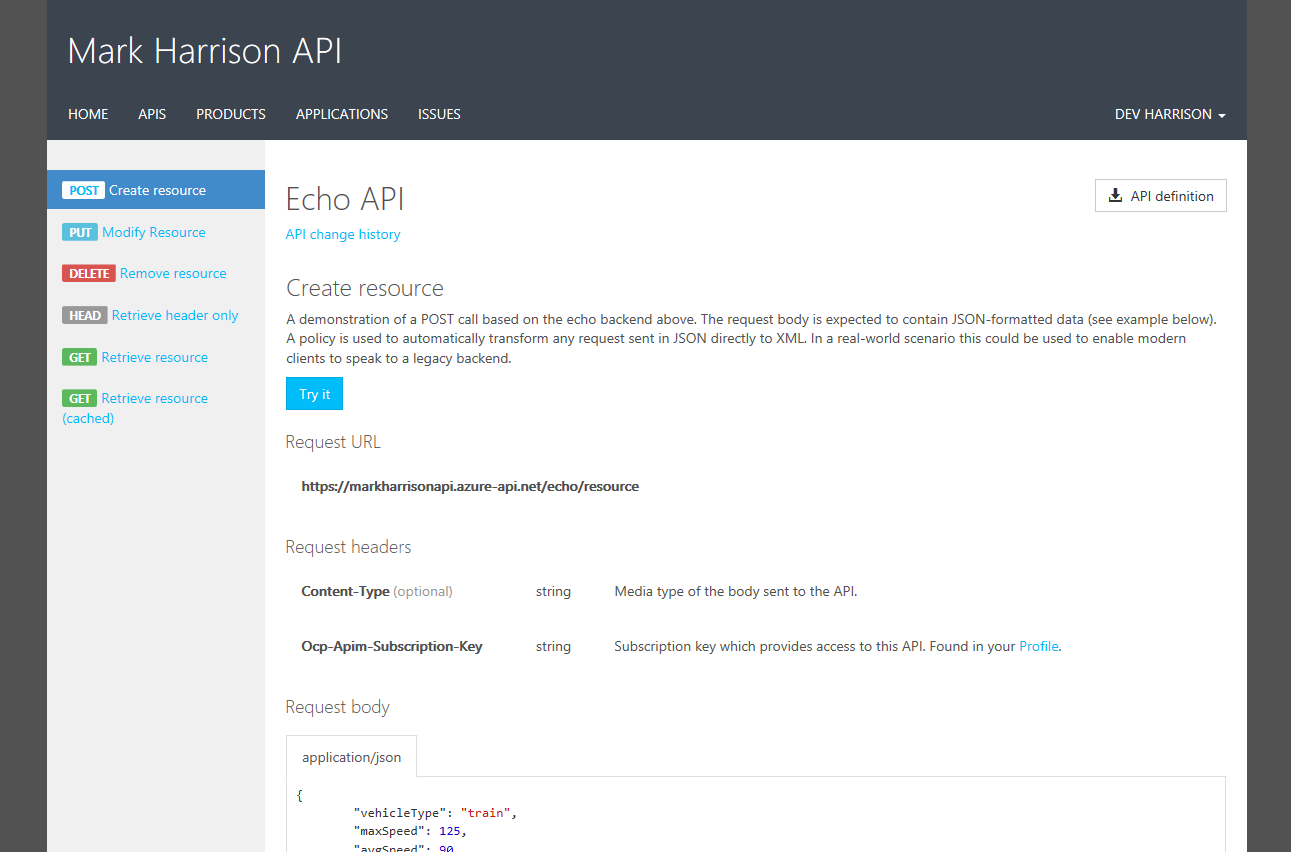 Mark Harrison API
HOME APIS PRODUCTS APPLICATIONS ISSUES DEV HARRISON
POST Create resource
PUT Modify Resource
DELETE Remove resource
HEAD Retrieve header only
GET Retrieve resource
GET Retrieve resource
(cached)
Echo API
API definition
API change history
Create resource
A demonstration of a POST call based on the echo backend above. The request body is expected to contain JSON-formatted data (see example below).
A policy is used to automatically transform any request sent in JSON directly to XML. In a real-world scenario this could be used to enable modern
clients to speak to a legacy backend.
Try it
Request URL
https://markharrisonapi.azure-api.net/echo/resource
Request headers
Content-Type (optional) string Media type of the body sent to the API.
Ocp-Apim-Subscription-Key string Subscription key which provides access to this API. Found in your Profile.
Request body
application/json
{
"vehicleType": "train",
"maxSpeed": 125,
"avgSpeed": 90